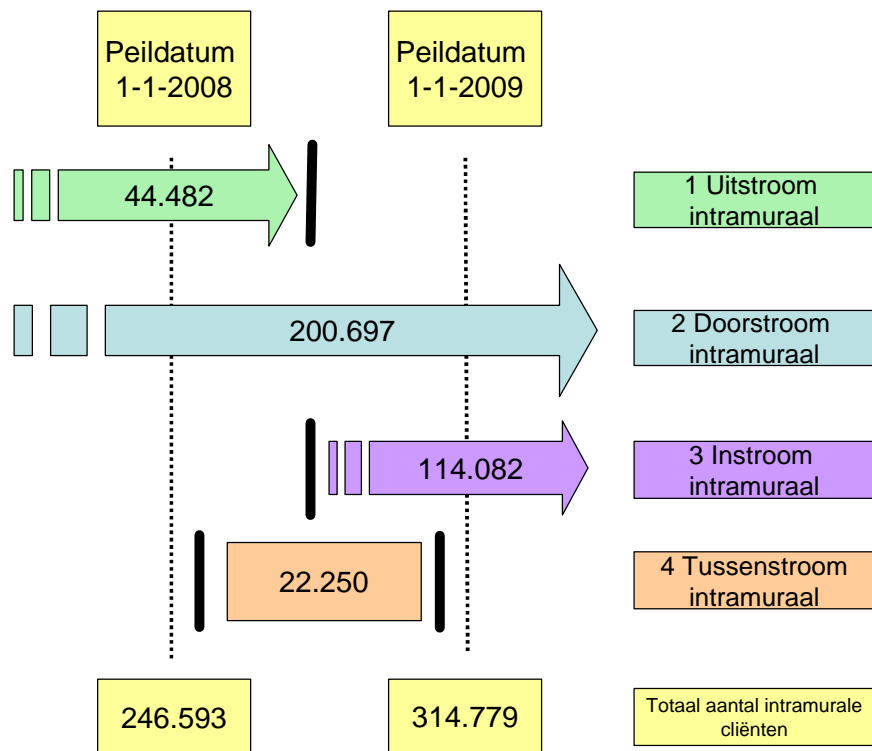 Peildatum
1-1-2008
Peildatum
1-1-2009
44.482
1 Uitstroom
intramuraal
200.697
2 Doorstroom
intramuraal
114.082
3 Instroom
intramuraal
22.250
4 Tussenstroom
intramuraal
246.593
314.779
Totaal aantal intramurale
cliënten